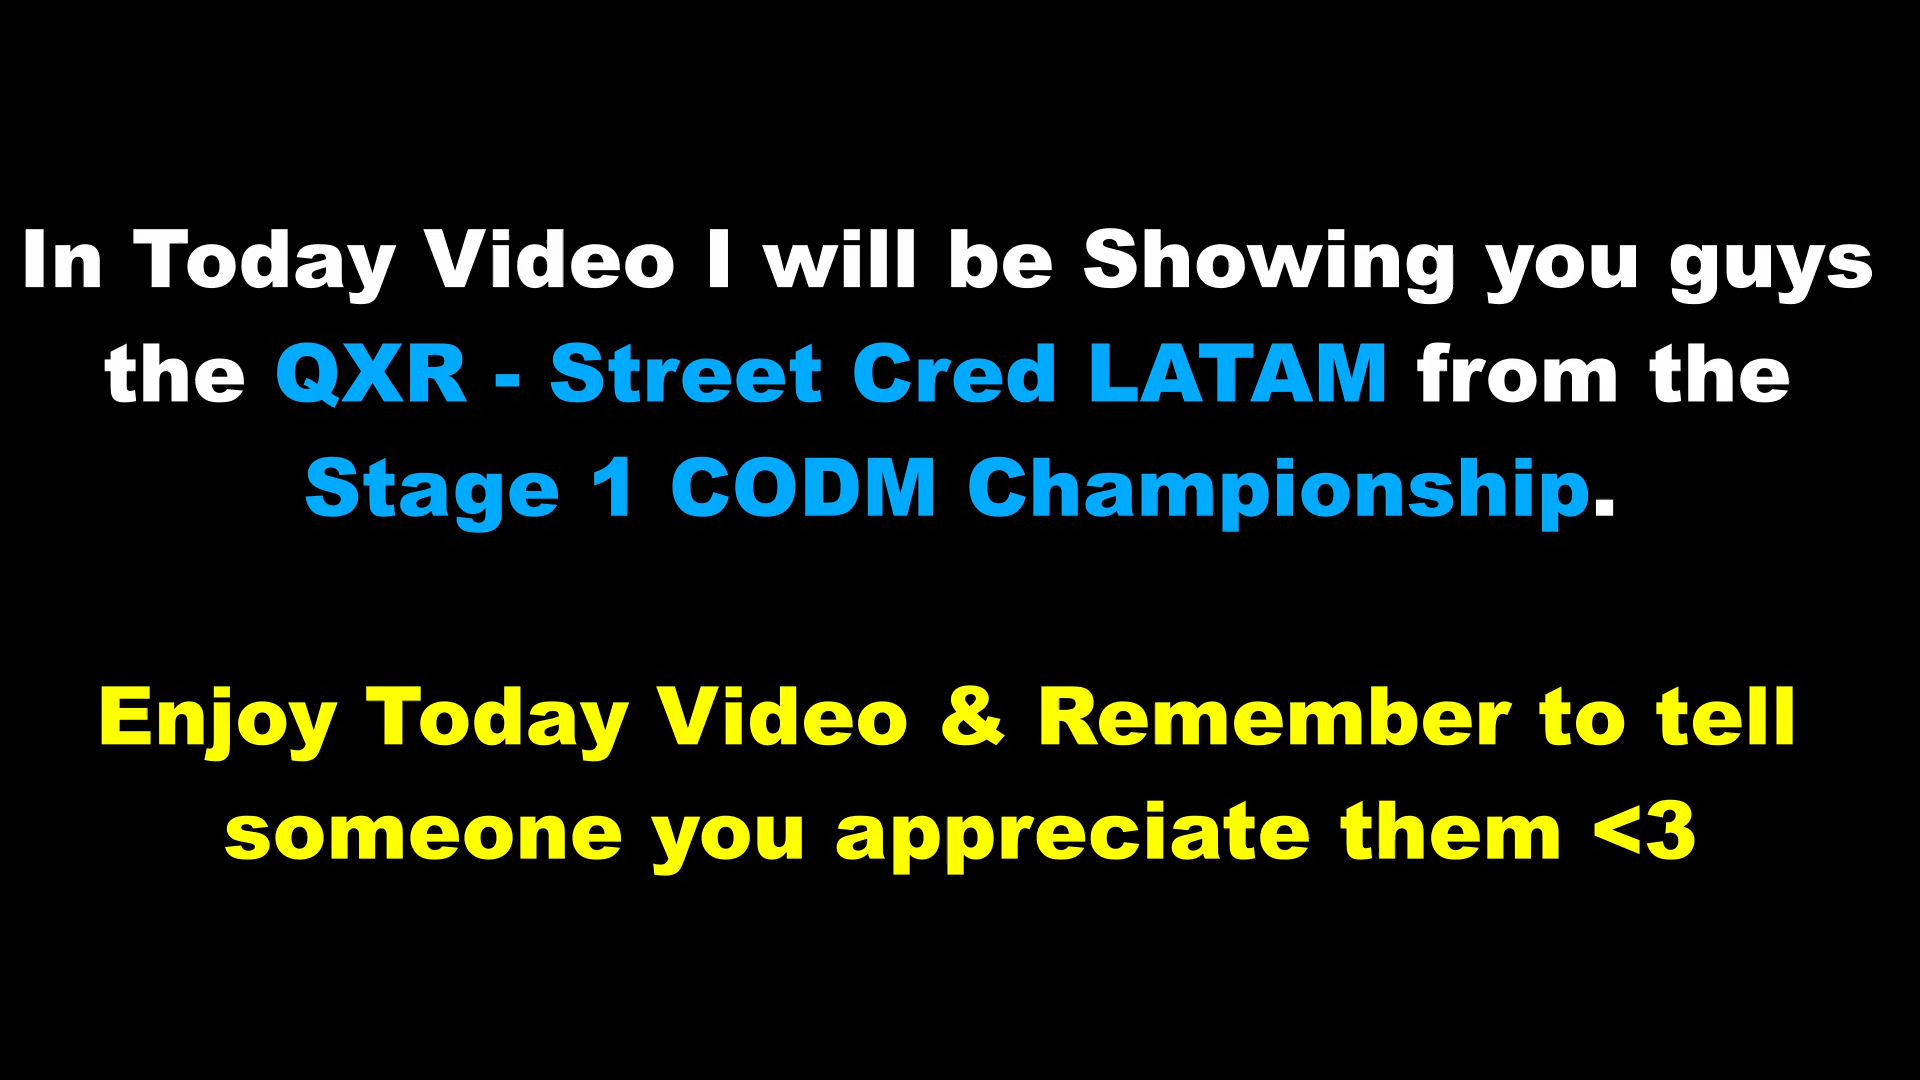 In Today Video I will be Showing you guys
the QXR - Street Cred LATAM from the
Stage 1 CODM Championship.
Enjoy Today Video & Remember to tell
someone you appreciate them <3